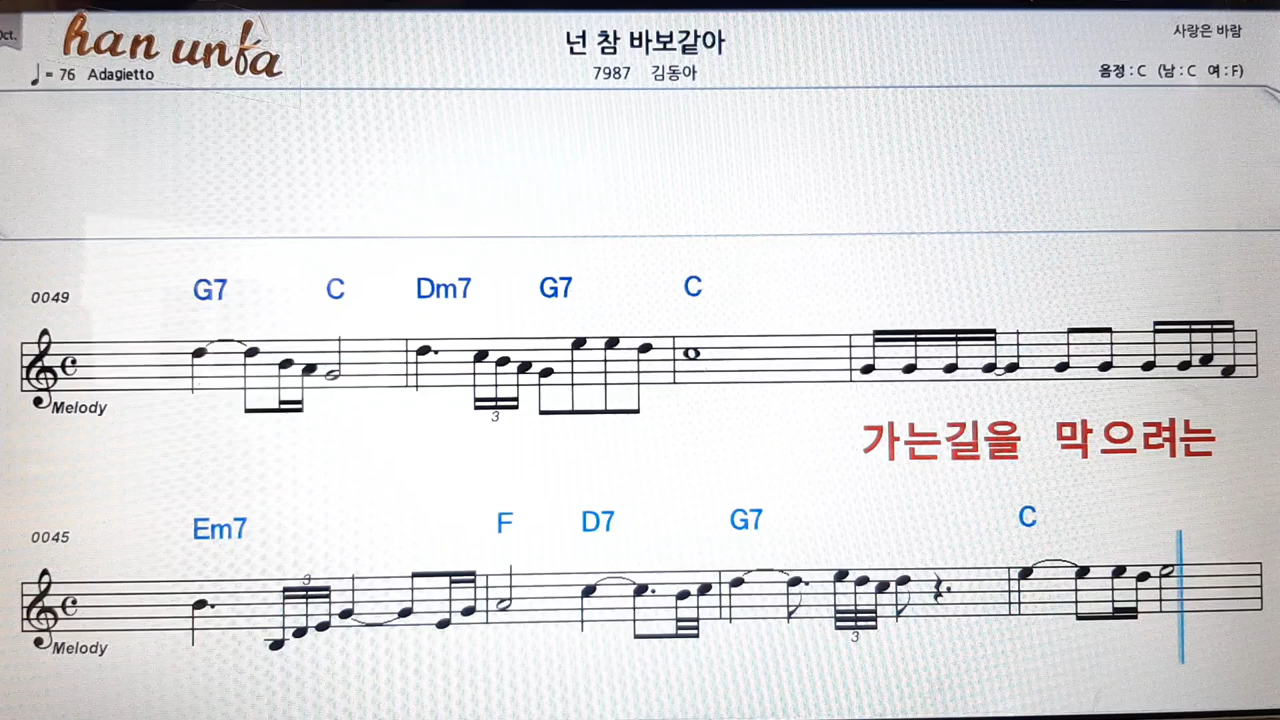 Oct.
han unba
♩= 76 Adagietto
넌 참 바보같아
7987 김동아
사랑은 바람
음정 : C (남 : C 여 : F)
G7 C Dm7 G7 C
0049
Melody
3
가는길을 막으려는
Em7 F D7 G7 C
0045
3
Melody
3